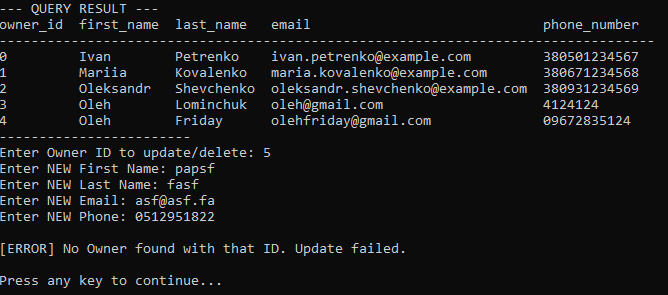 --- QUERY RESULT ---
owner_id first_name last_name email phone_number
----------------------------------------------------------------------------------
0 Ivan Petrenko ivan.petrenko@example.com 380501234567
1 Mariia Kovalenko maria.kovalenko@example.com 380671234568
2 Oleksandr Shevchenko oleksandr.shevchenko@example.com 380931234569
3 Oleh Lominchuk oleh@gmail.com 4124124
4 Oleh Friday olehfriday@gmail.com 09672835124
------------------------
Enter Owner ID to update/delete: 5
Enter NEW First Name: papsf
Enter NEW Last Name: fasf
Enter NEW Email: asf@asf.fa
Enter NEW Phone: 0512951822
[ERROR] No Owner found with that ID. Update failed.
Press any key to continue...